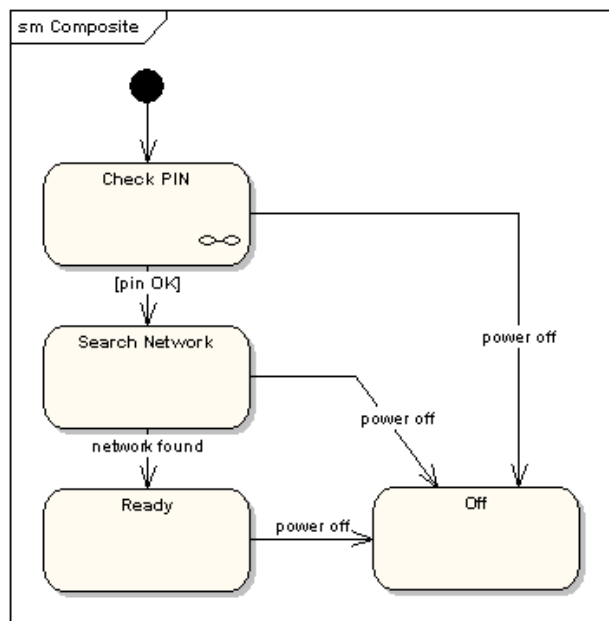 sm Composite
Check PIN
[pin OK]
Search Network
power off
power off
network found
Ready
power off
Off